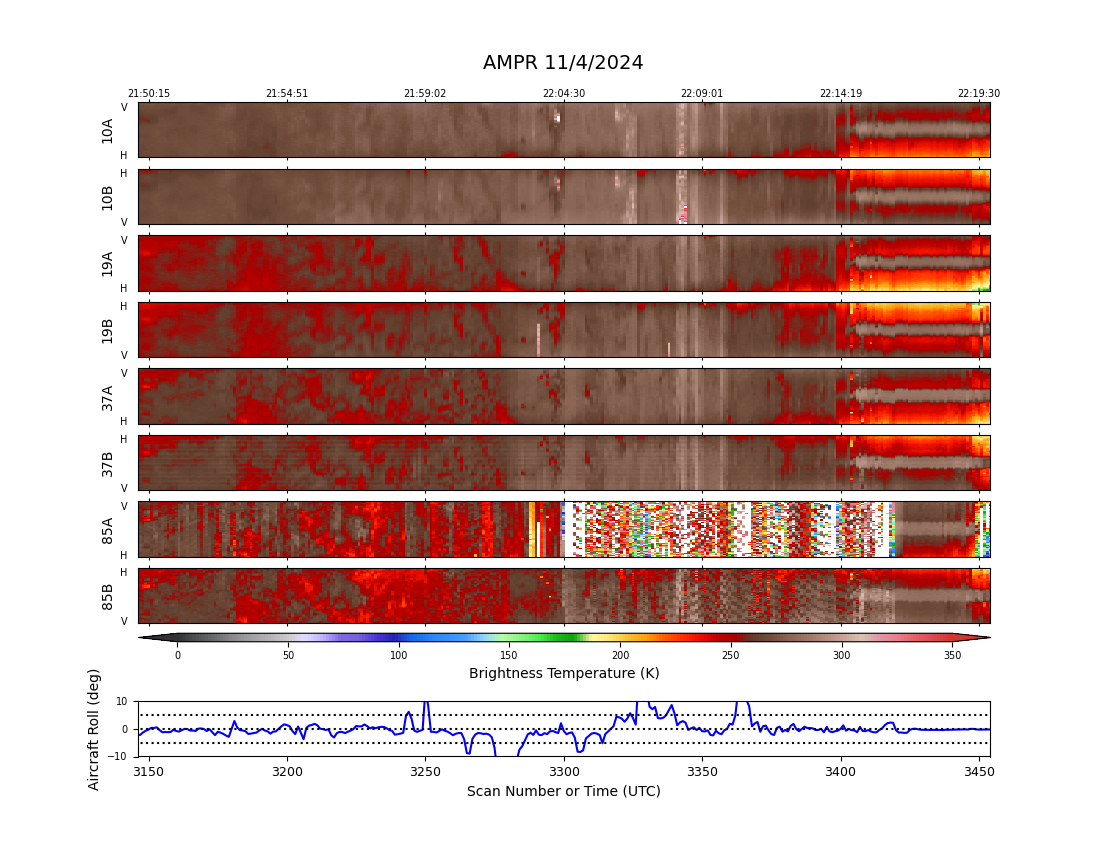 AMPR 11/4/2024
21:50:15 21:54:51 21:59:02 22:04:30 22:09:01 22:14:19 22:19:30
V
10A
H
H
10B
V
V
19A
H
H
19B
V
V
37A
H
H
37B
V
V
85A
H
H
85B
V
0 50 100 150 200 250 300 350
Brightness Temperature (K)
Aircraft Roll (deg)
10
0
−10
3150 3200 3250 3300 3350 3400 3450
Scan Number or Time (UTC)